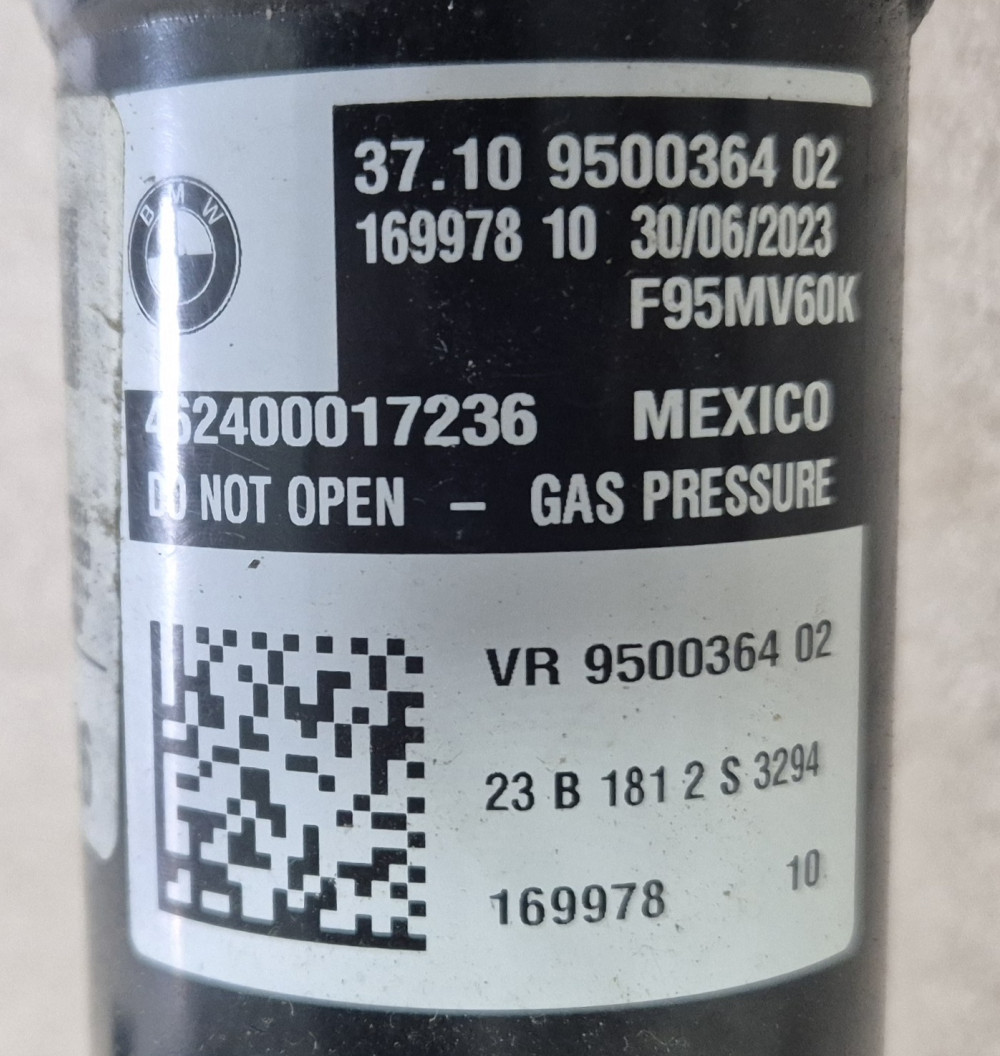 BMW
37.10 9500364 02
169978 10 30/06/2023
F95MV60K
462400017236 MEXICO
DO NOT OPEN – GAS PRESSURE
VR 9500364 02
23 B 181 2 S 3294
169978 10